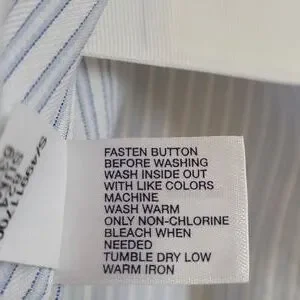 FASTEN BUTTON
BEFORE WASHING
WASH INSIDE OUT
WITH LIKE COLORS
MACHINE
WASH WARM
ONLY NON-CHLORINE
BLEACH WHEN
NEEDED
TUMBLE DRY LOW
WARM IRON